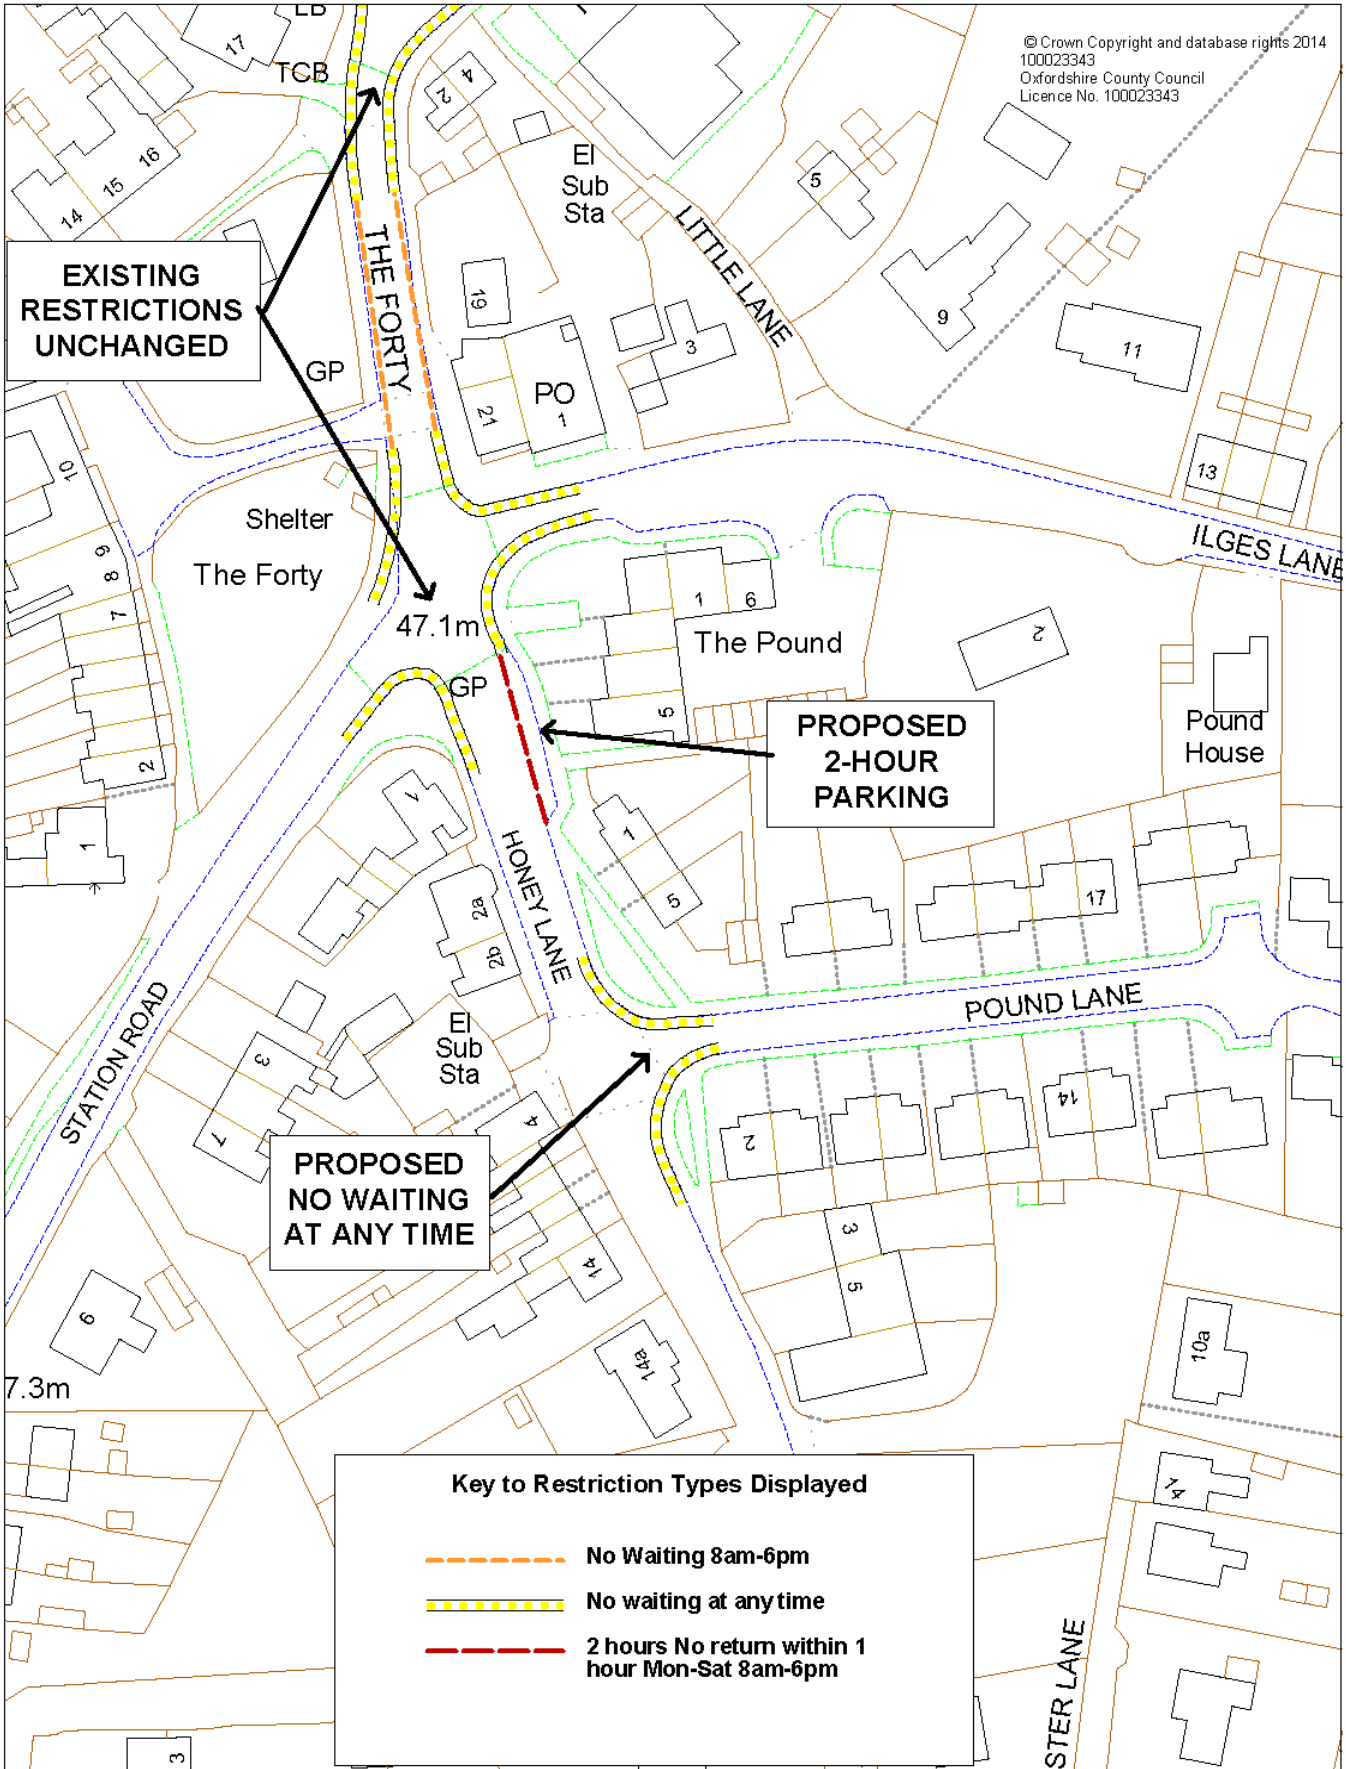 LB
17
TCB
4
2
© Crown Copyright and database rights 2014
100023343
Oxfordshire County Council
Licence No. 100023343
16
15
14
El
Sub
Sta
5
LITTLE LANE
THE FORTY
EXISTING
RESTRICTIONS
UNCHANGED
19
9
3
11
GP
21
PO
1
10
13
Shelter
ILGES LANE
The Forty
9
8
7
47.1m
1
6
The Pound
2
GP
5
PROPOSED
2-HOUR
PARKING
Pound
House
2
1
1
1
5
HONEY LANE
2a
2b
17
POUND LANE
STATION ROAD
El
Sub
Sta
3
7
4
2
14
PROPOSED
NO WAITING
AT ANY TIME
3
5
14
6
14a
10a
7.3m
Key to Restriction Types Displayed
No Waiting 8am-6pm
No waiting at any time
2 hours No return within 1
hour Mon-Sat 8am-6pm
STER LANE
3